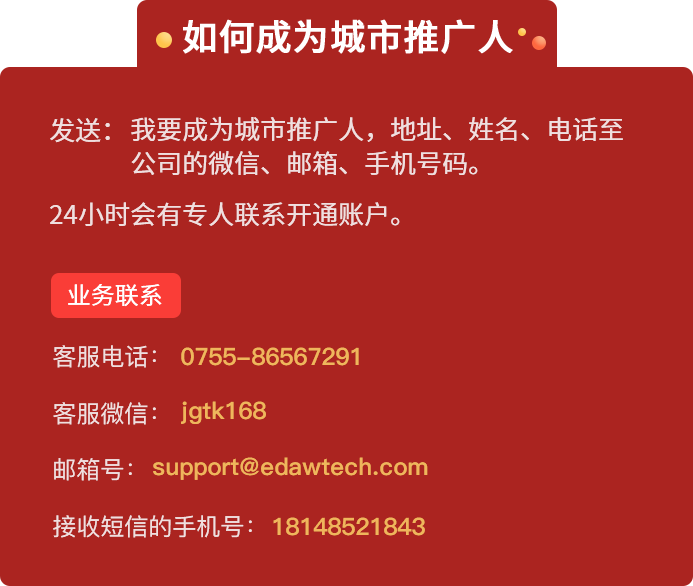 如何成为城市推广人
发送：我要成为城市推广人，地址、姓名、电话至
公司的微信、邮箱、手机号码。
24小时会有专人联系开通账户。
业务联系
客服电话： 0755-86567291
客服微信： jgtk168
邮箱号： support@edawtech.com
接收短信的手机号： 18148521843